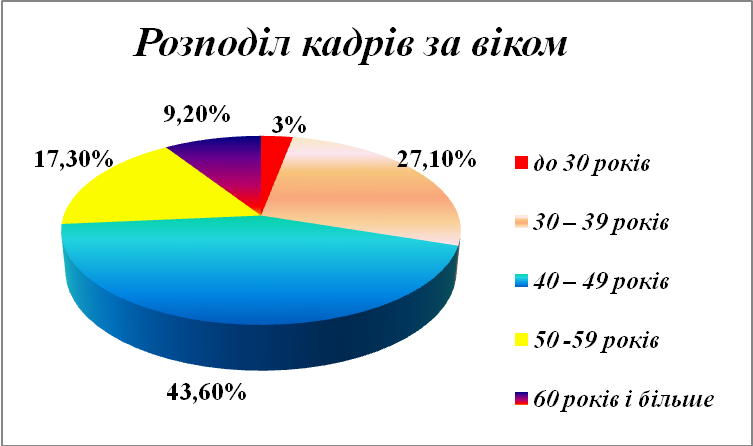 Розподіл кадрів за віком
9,20%
3%
17,30%
27,10%
43,60%
до 30 років
30 – 39 років
40 – 49 років
50 -59 років
60 років і більше